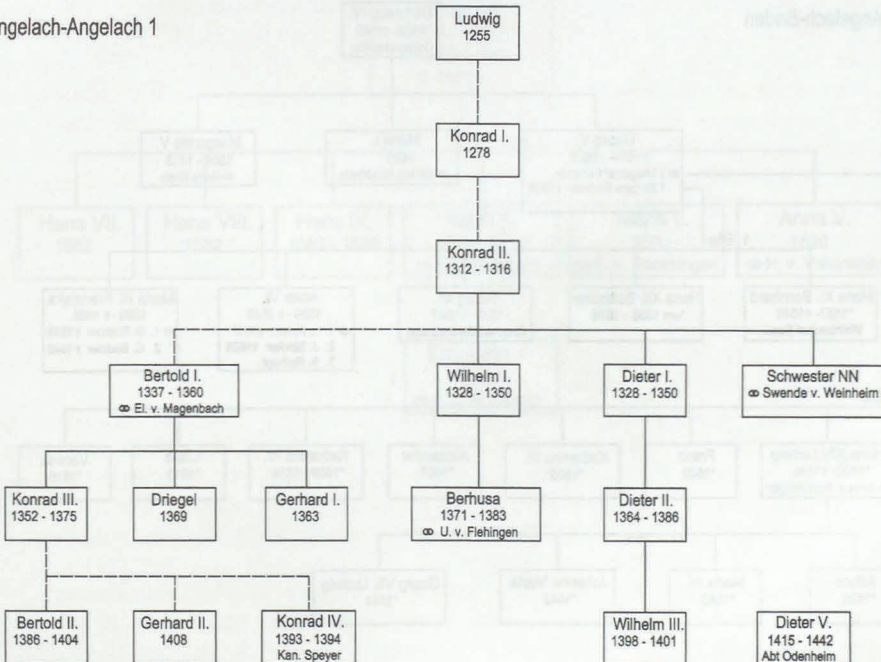 ngelach-Angelach 1
Ludwig
1255
Konrad I.
1278
Konrad II.
1312 - 1316
Bertold I.
1337 - 1360
⚭ El. v. Magenbach
Wilhelm I.
1328 - 1350
Dieter I.
1328 - 1350
Schwester NN
⚭ Swende v. Weinheim
Konrad III.
1352 - 1375
Driegel
1369
Gerhard I.
1363
Berhusa
1371 - 1383
⚭ U. v. Flehingen
Dieter II.
1364 - 1386
Bertold II.
1386 - 1404
Gerhard II.
1408
Konrad IV.
1393 - 1394
Kan. Speyer
Wilhelm III.
1398 - 1401
Dieter V.
1415 - 1442
Abt Odenheim